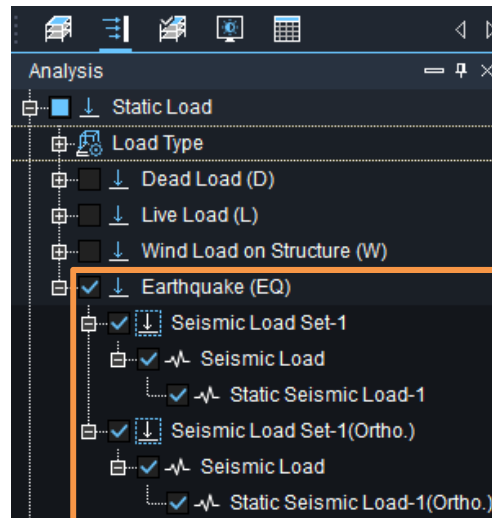 Analysis
Static Load
Load Type
Dead Load (D)
Live Load (L)
Wind Load on Structure (W)
Earthquake (EQ)
Seismic Load Set-1
Seismic Load
Static Seismic Load-1
Seismic Load Set-1(Ortho.)
Seismic Load
Static Seismic Load-1(Ortho.)